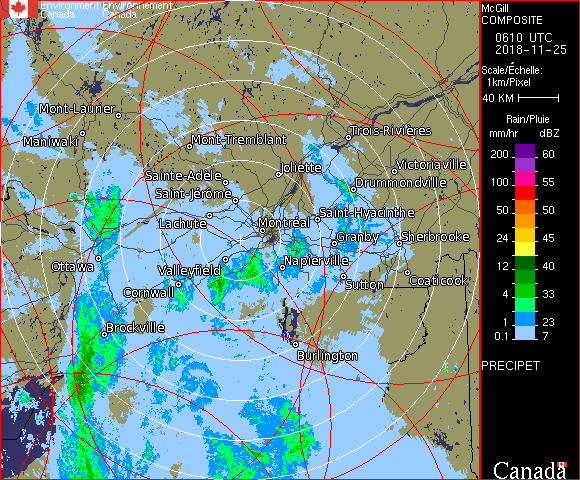 Environment Environnement
Canada Canada
McGill
COMPOSITE
0610 UTC
2018-11-25
Scale/Échelle:
1km/Pixel
40 KM
Rain/Pluie
mm/hr dBZ
200 60
100 55
50 50
24 45
12 40
4 33
1 23
0.1 7
PRECIPET
Canada
Mont-Laurier
Maniwaki
Mont-Tremblant
Trois-Rivières
Joliette
Victoriaville
Sainte-Adèle
Drummondville
Saint-Jérôme
Lachute
Montréal
Saint-Hyacinthe
Granby
Sherbrooke
Ottawa
Valleyfield
Napierville
Cornwall
Sutton
Coaticook
Brockville
Burlington